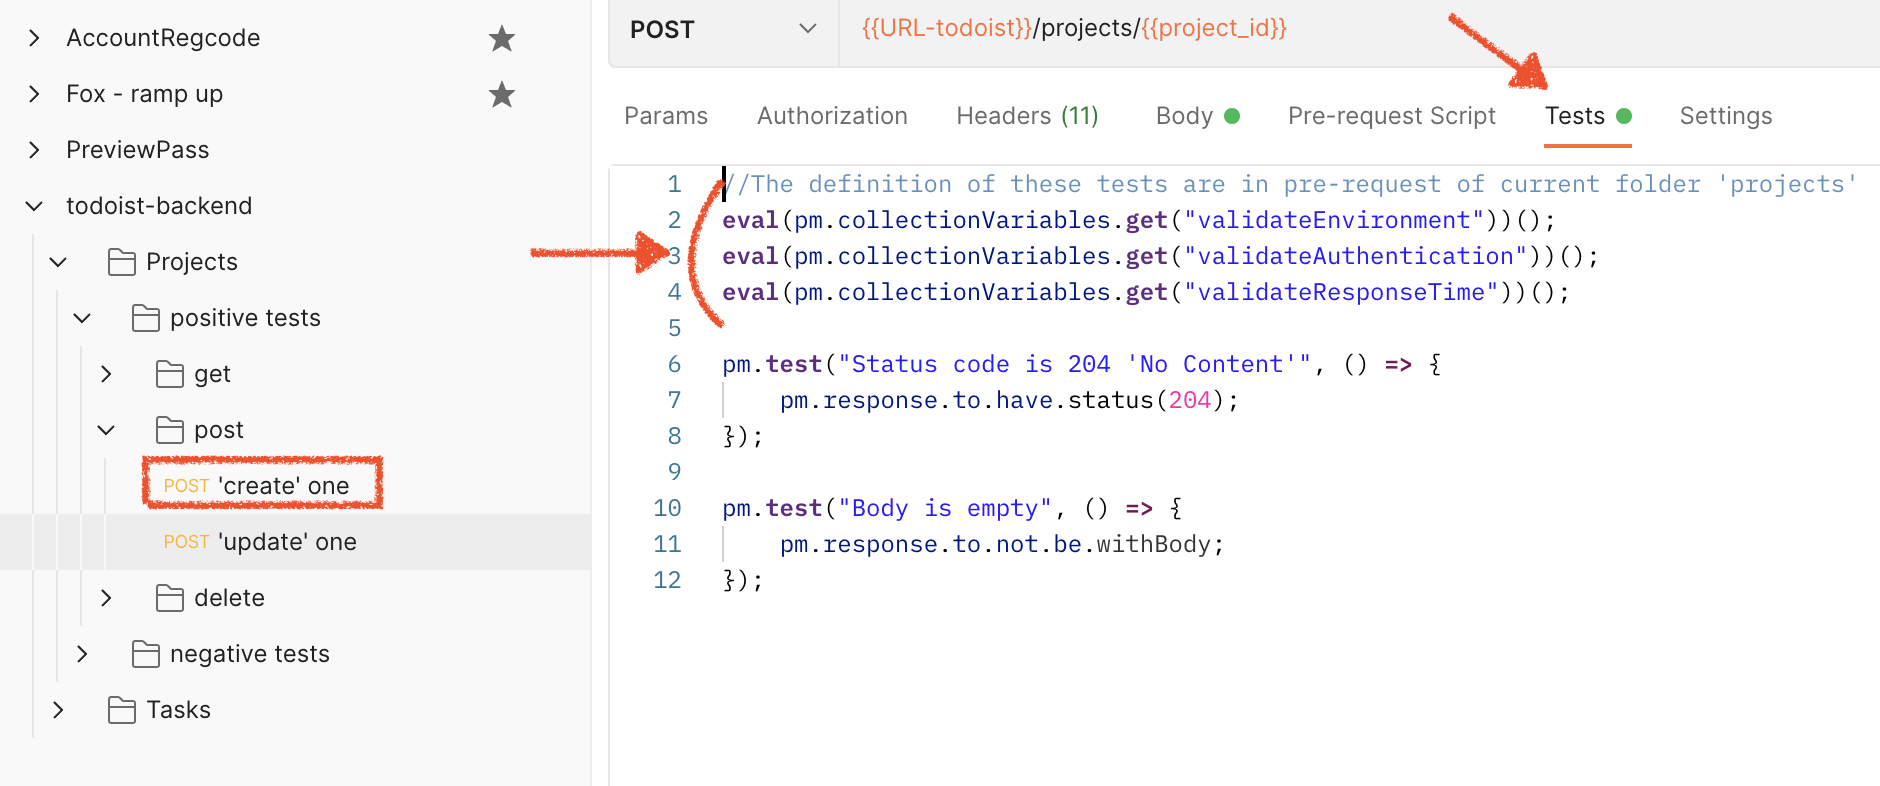 AccountRegcode
Fox - ramp up
PreviewPass
todoist-backend
Projects
positive tests
get
post
POST 'create' one
POST 'update' one
delete
negative tests
Tasks
POST {{URL-todoist}}/projects/{{project_id}}
Params Authorization Headers (11) Body Pre-request Script Tests Settings
1 //The definition of these tests are in pre-request of current folder 'projects'
2 eval(pm.collectionVariables.get("validateEnvironment"))();
3 eval(pm.collectionVariables.get("validateAuthentication"))();
4 eval(pm.collectionVariables.get("validateResponseTime"))();
5
6 pm.test("Status code is 204 'No Content'", () => {
7 pm.response.to.have.status(204);
8 });
9
10 pm.test("Body is empty", () => {
11 pm.response.to.not.be.withBody;
12 });